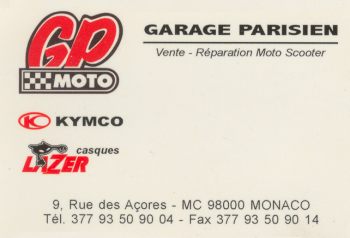 GP
MOTO
GARAGE PARISIEN
Vente - Réparation Moto Scooter
KYMCO
casques
LAZER
9, Rue des Açores - MC 98000 MONACO
Tél. 377 93 50 90 04 - Fax 377 93 50 90 14